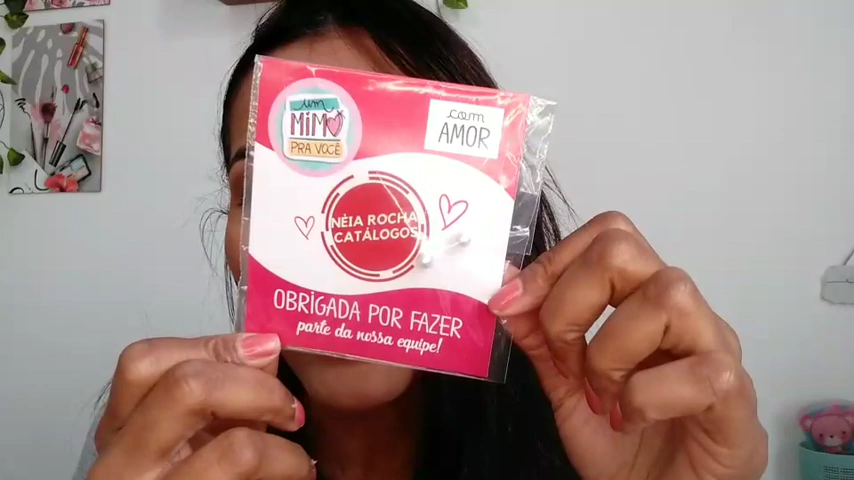 um
MiMO
PRA VOCÊ
com
AMOR
NÉIA ROCHA
CATÁLOGOS
OBRIGADA POR FAZER
parte da nossa equipe!